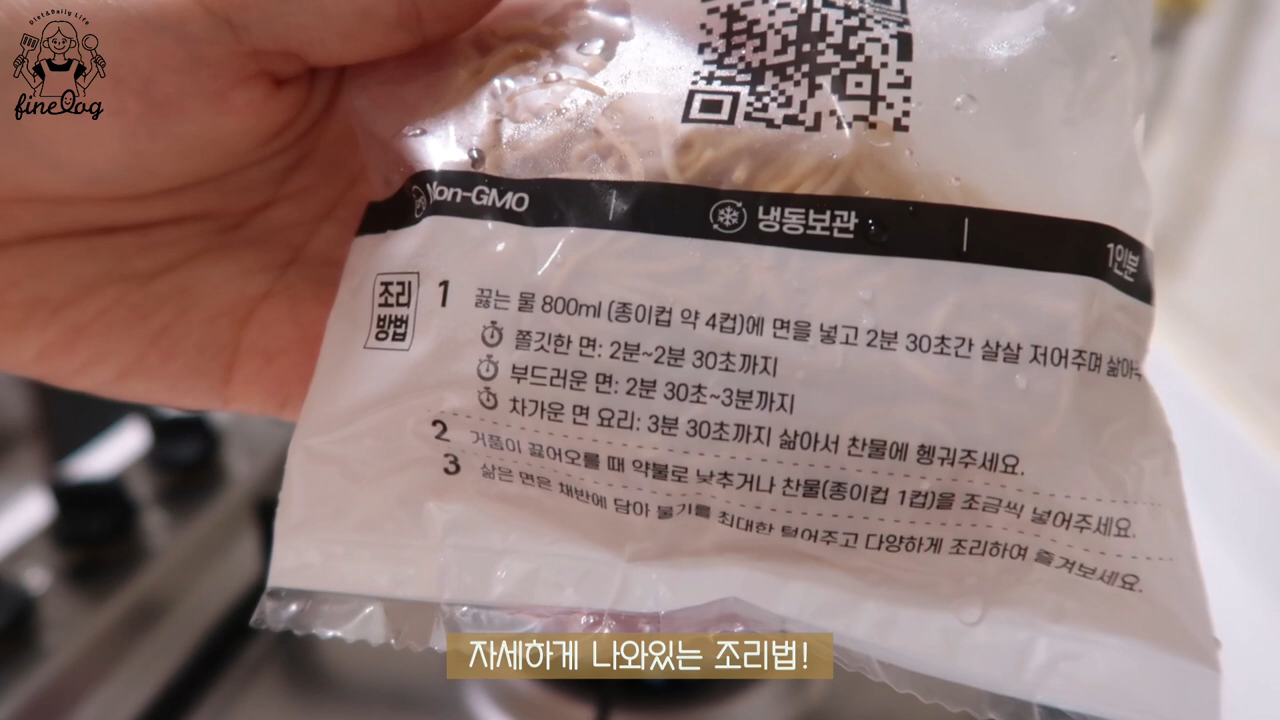 Diet&Daily Life
fineLog
Non-GMO
냉동보관
1인분
조리
방법
1 끓는 물 800ml (종이컵 약 4컵)에 면을 넣고 2분 30초간 살살 저어주며
쫄깃한 면: 2분~2분 30초까지
부드러운 면: 2분 30초~3분까지
차가운 면 요리: 3분 30초까지 삶아서 찬물에 헹궈주세요.
2 거품이 끓어오를 때 약불로 낮추거나 찬물(종이컵 1컵)을 조금씩 넣어주세요.
3 삶은 면은 채반에 담아 물기를 최대한 털어주고 다양하게 조리하여 즐겨보세요.
자세하게 나와있는 조리법!